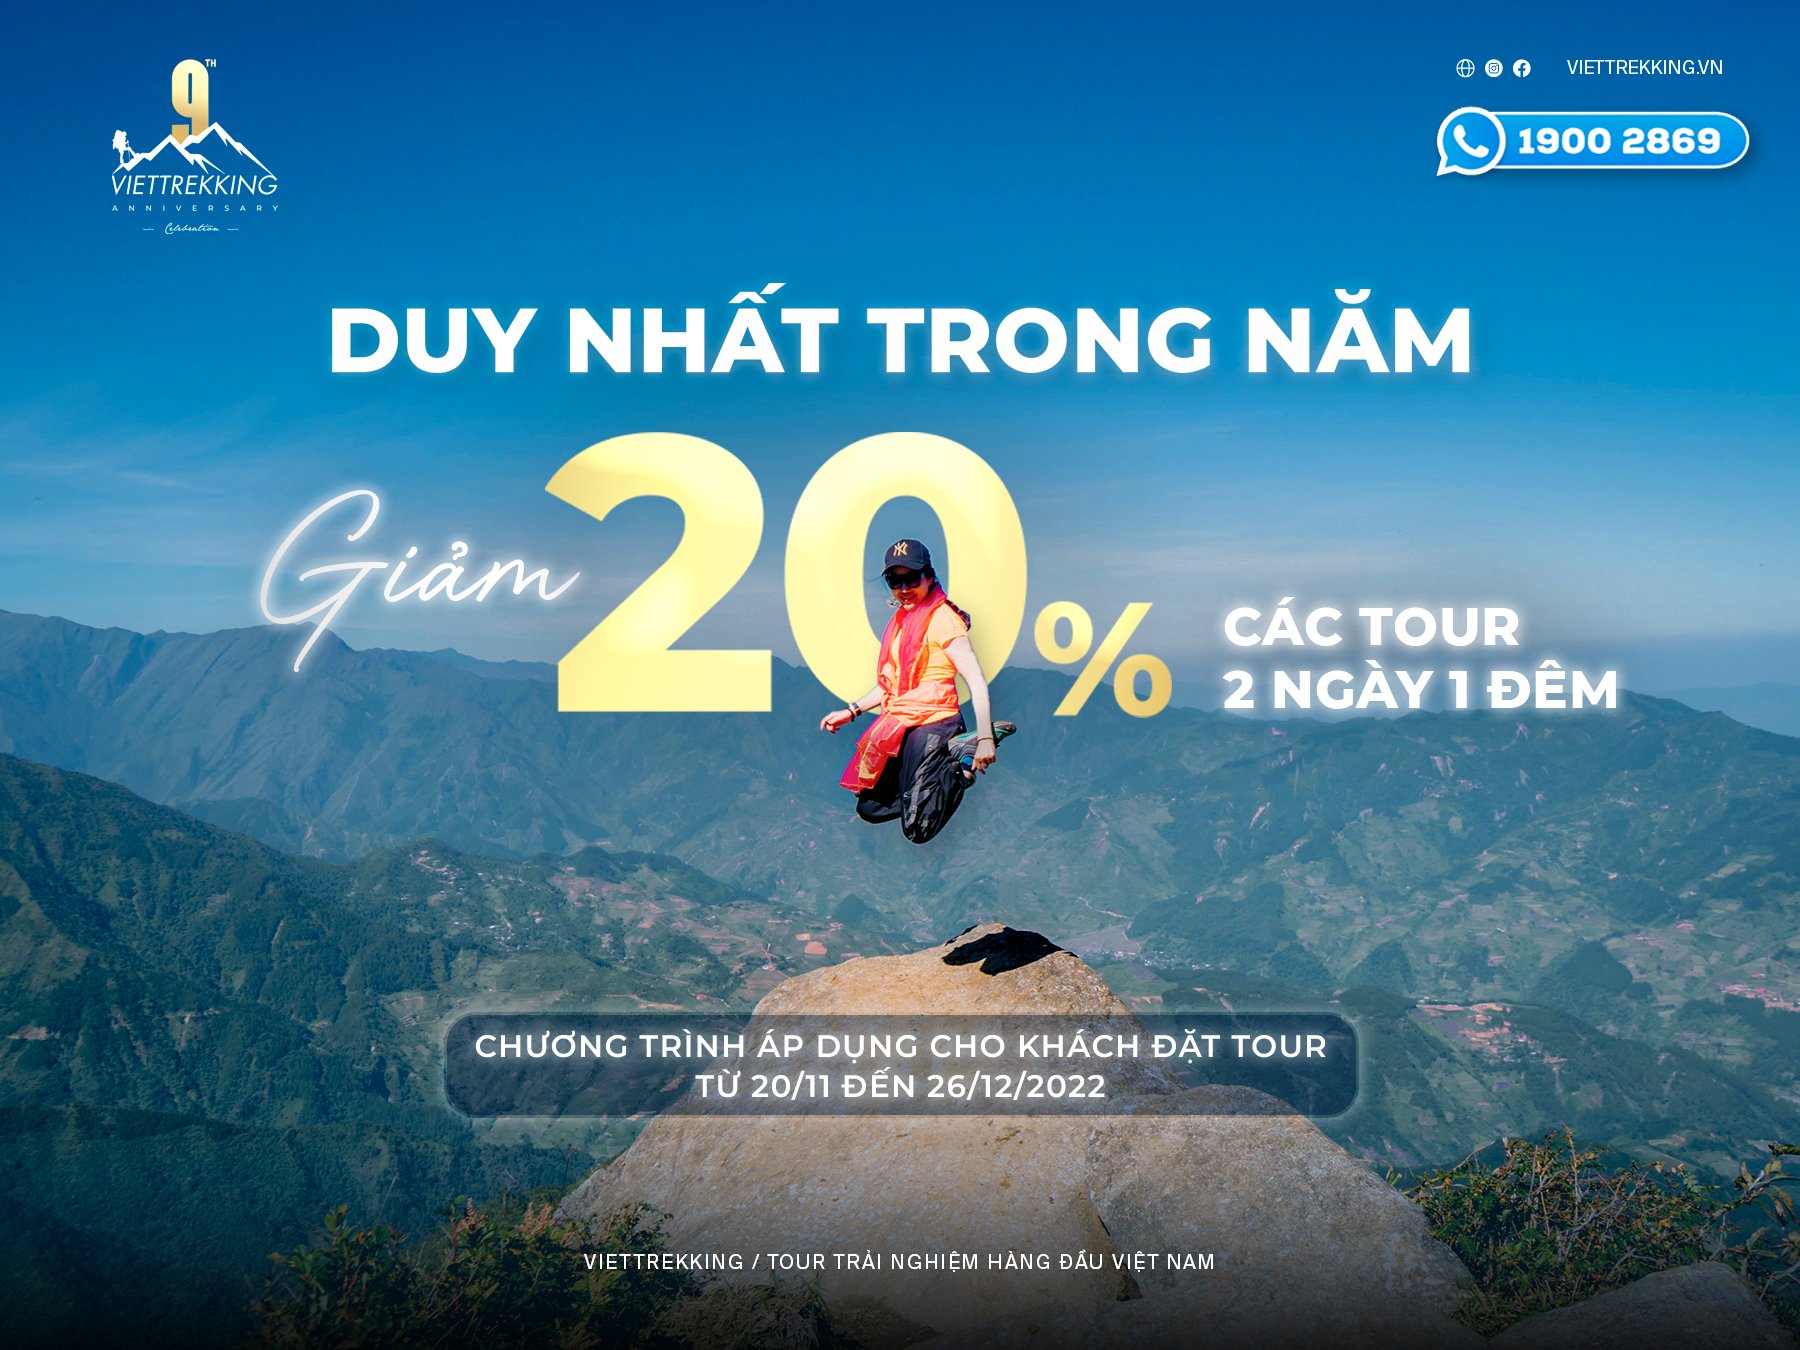 9TH
VIETTREKKING
ANNIVERSARY
Celebration
VIETTREKKING.VN
1900 2869
DUY NHẤT TRONG NĂM
Giảm 20%
CÁC TOUR
2 NGÀY 1 ĐÊM
NY
CHƯƠNG TRÌNH ÁP DỤNG CHO KHÁCH ĐẶT TOUR
TỪ 20/11 ĐẾN 26/12/2022
VIETTREKKING / TOUR TRẢI NGHIỆM HÀNG ĐẦU VIỆT NAM